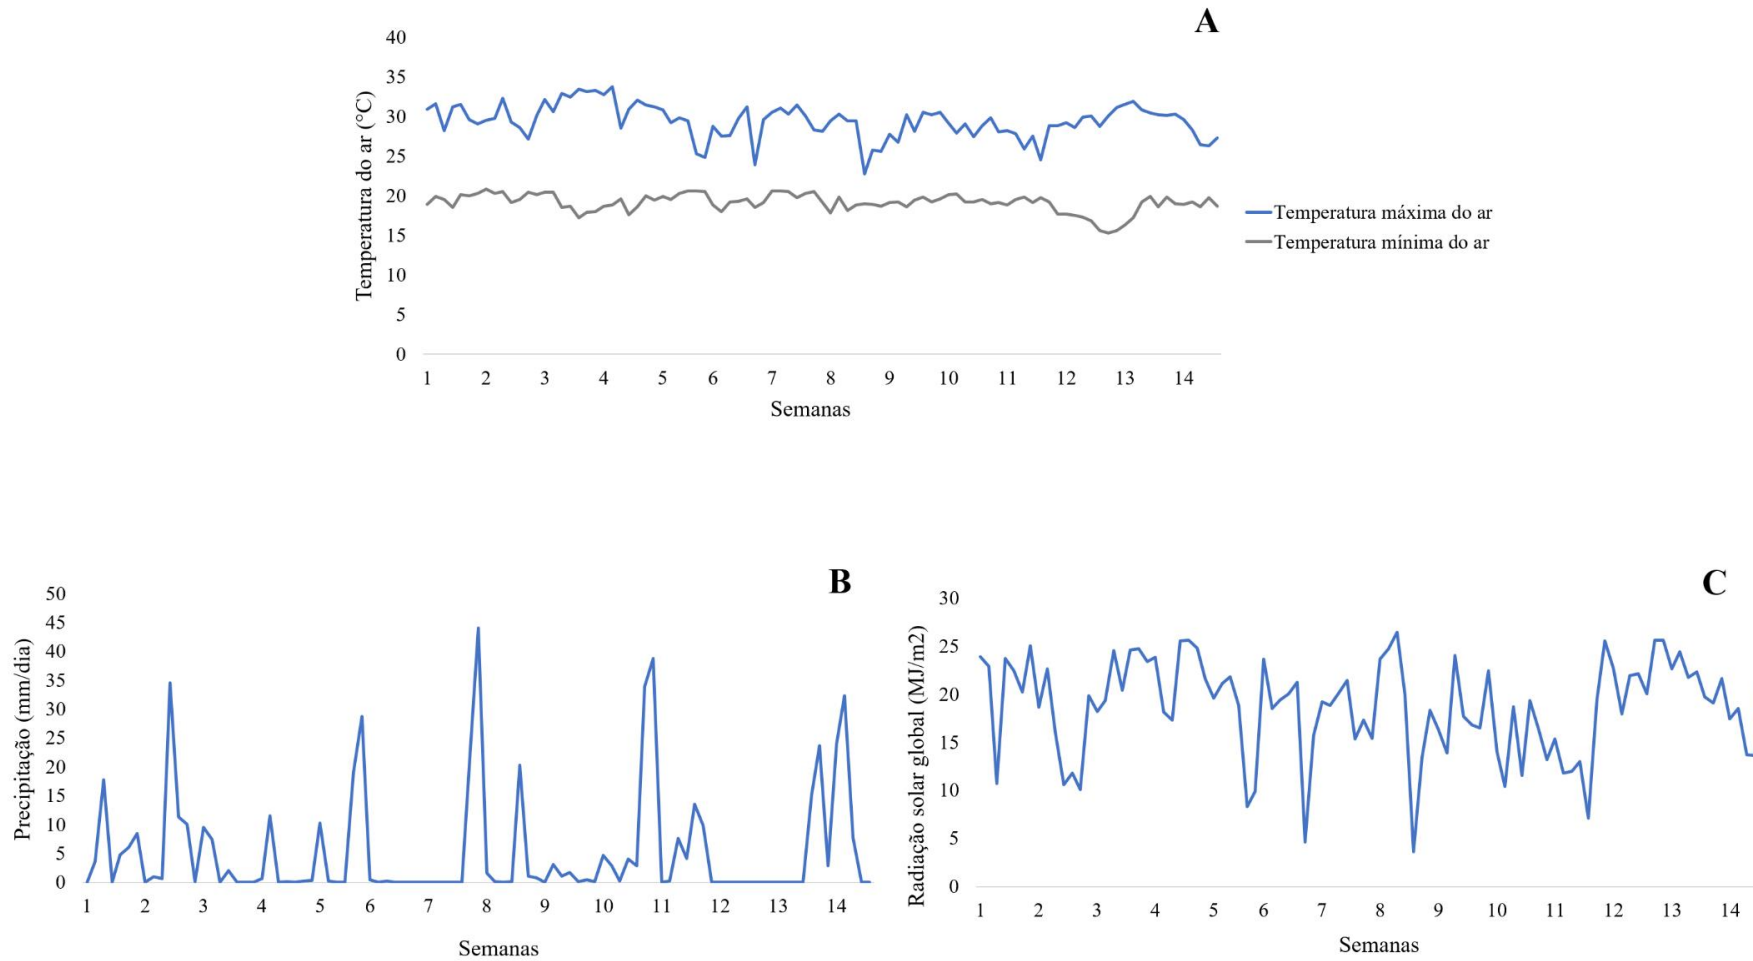 A
Temperatura do ar (°C)
40
35
30
25
20
15
10
5
0
1 2 3 4 5 6 7 8 9 10 11 12 13 14
Semanas
Temperatura máxima do ar
Temperatura mínima do ar
B
Precipitação (mm/dia)
50
45
40
35
30
25
20
15
10
5
0
1 2 3 4 5 6 7 8 9 10 11 12 13 14
Semanas
C
Radiação solar global (MJ/m2)
30
25
20
15
10
5
0
1 2 3 4 5 6 7 8 9 10 11 12 13 14
Semanas